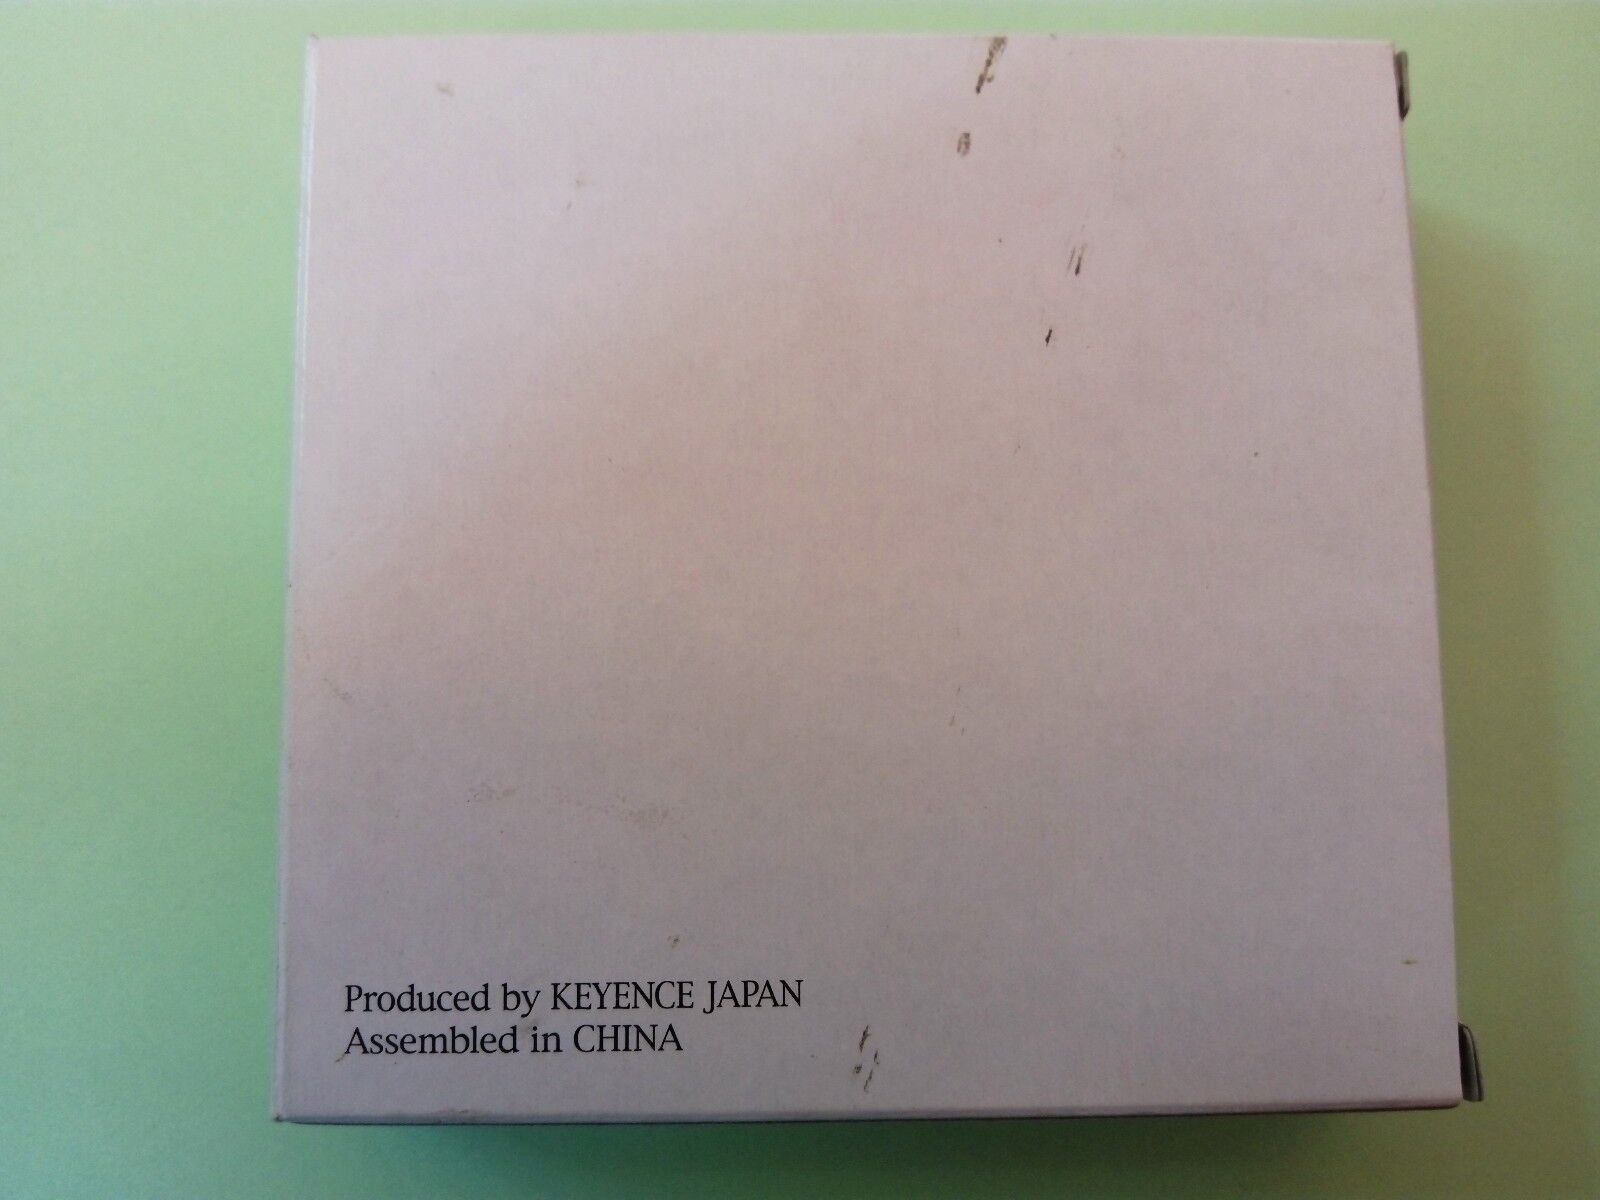 Produced by KEYENCE JAPAN
Assembled in CHINA